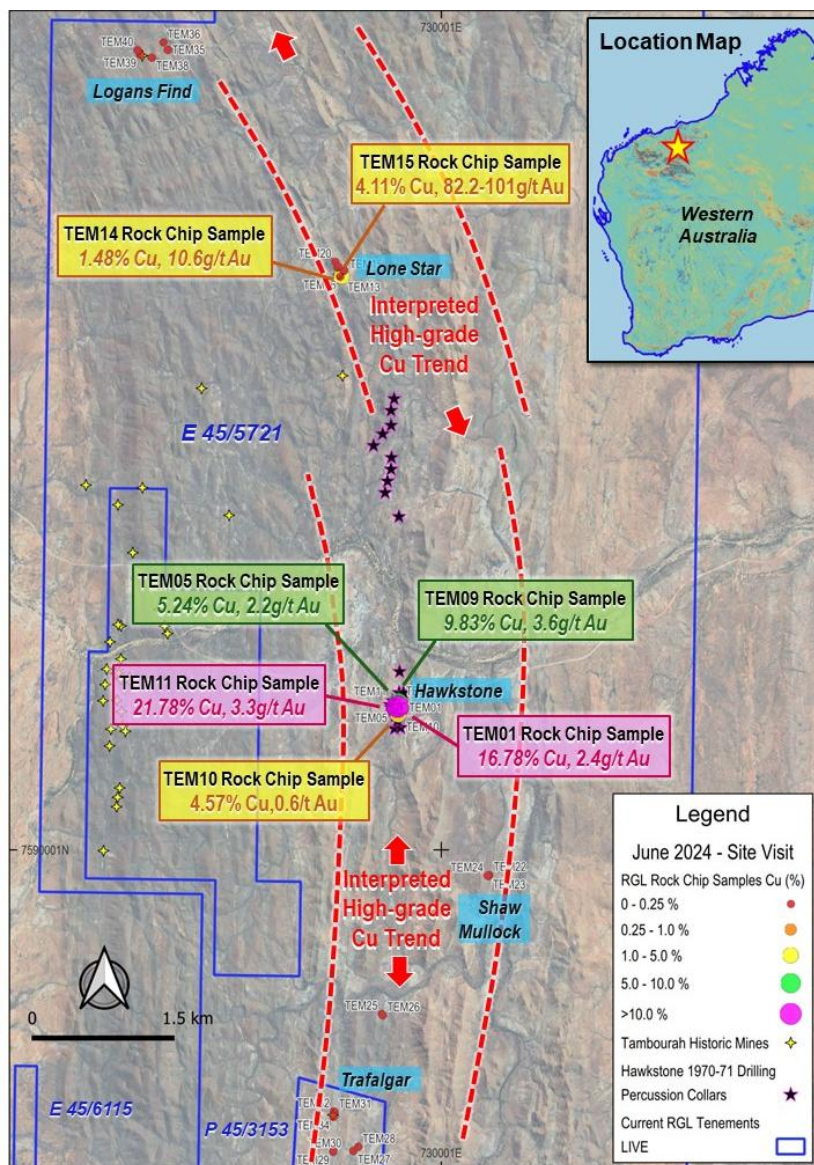 730001E
Location Map
Western
Australia
TEM36
TEM40
TEM35
TEM39
TEM38
Logans Find
TEM15 Rock Chip Sample
4.11% Cu, 82.2-101g/t Au
TEM14 Rock Chip Sample
1.48% Cu, 10.6g/t Au
TEM20
Lone Star
TEM13
Interpreted
High-grade
Cu Trend
E 45/5721
TEM05 Rock Chip Sample
5.24% Cu, 2.2g/t Au
TEM09 Rock Chip Sample
9.83% Cu, 3.6g/t Au
TEM11 Rock Chip Sample
21.78% Cu, 3.3g/t Au
Hawkstone
TEM01
TEM05
TEM10
TEM01 Rock Chip Sample
16.78% Cu, 2.4g/t Au
TEM10 Rock Chip Sample
4.57% Cu,0.6/t Au
7590001N
Interpreted
High-grade
Cu Trend
TEM24
TEM22
TEM23
Shaw
Mullock
0
1.5 km
TEM25
TEM26
Trafalgar
E 45/6115
P 45/3153
TEM31
TEM30
TEM28
TEM29
TEM27
730001E
Legend
June 2024 - Site Visit
RGL Rock Chip Samples Cu (%)
0 - 0.25 %
0.25 - 1.0 %
1.0 - 5.0 %
5.0 - 10.0 %
>10.0 %
Tambourah Historic Mines
Hawkstone 1970-71 Drilling
Percussion Collars
Current RGL Tenements
LIVE